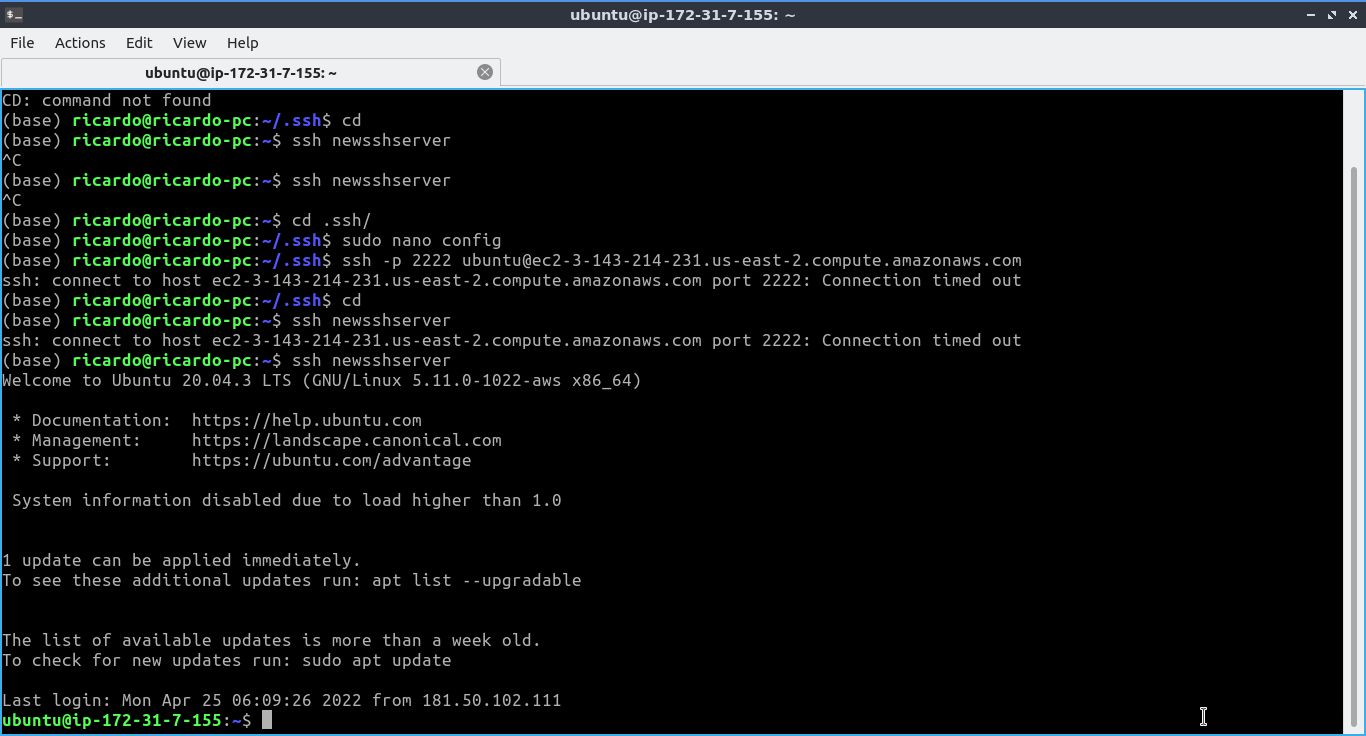 ubuntu@ip-172-31-7-155: ~
File Actions Edit View Help
ubuntu@ip-172-31-7-155: ~
CD: command not found
(base) ricardo@ricardo-pc:~/.ssh$ cd
(base) ricardo@ricardo-pc:~$ ssh newsshserver
^C
(base) ricardo@ricardo-pc:~$ ssh newsshserver
^C
(base) ricardo@ricardo-pc:~$ cd .ssh/
(base) ricardo@ricardo-pc:~/.ssh$ sudo nano config
(base) ricardo@ricardo-pc:~/.ssh$ ssh -p 2222 ubuntu@ec2-3-143-214-231.us-east-2.compute.amazonaws.com
ssh: connect to host ec2-3-143-214-231.us-east-2.compute.amazonaws.com port 2222: Connection timed out
(base) ricardo@ricardo-pc:~/.ssh$ cd
(base) ricardo@ricardo-pc:~$ ssh newsshserver
ssh: connect to host ec2-3-143-214-231.us-east-2.compute.amazonaws.com port 2222: Connection timed out
(base) ricardo@ricardo-pc:~$ ssh newsshserver
Welcome to Ubuntu 20.04.3 LTS (GNU/Linux 5.11.0-1022-aws x86_64)
* Documentation: https://help.ubuntu.com
* Management: https://landscape.canonical.com
* Support: https://ubuntu.com/advantage
System information disabled due to load higher than 1.0
1 update can be applied immediately.
To see these additional updates run: apt list --upgradable
The list of available updates is more than a week old.
To check for new updates run: sudo apt update
Last login: Mon Apr 25 06:09:26 2022 from 181.50.102.111
ubuntu@ip-172-31-7-155:~$